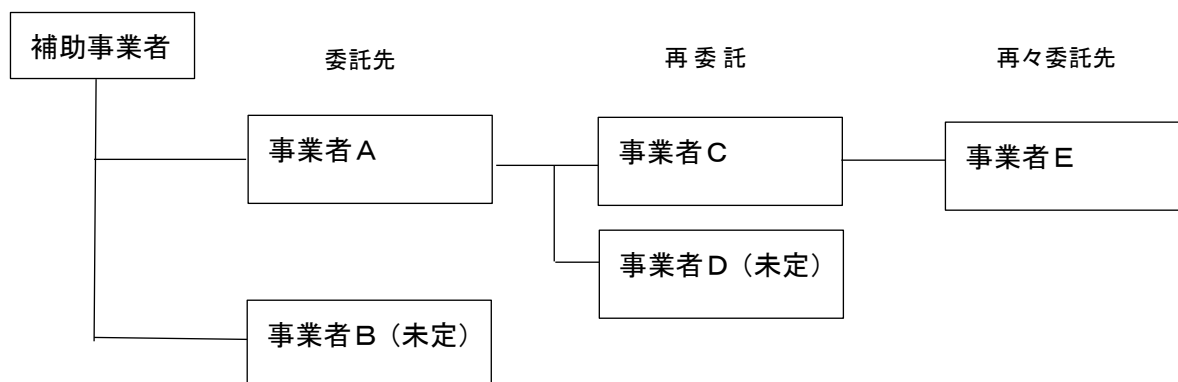 補助事業者
委託先
再委託
再々委託先
事業者A
事業者C
事業者E
事業者D（未定）
事業者B（未定）